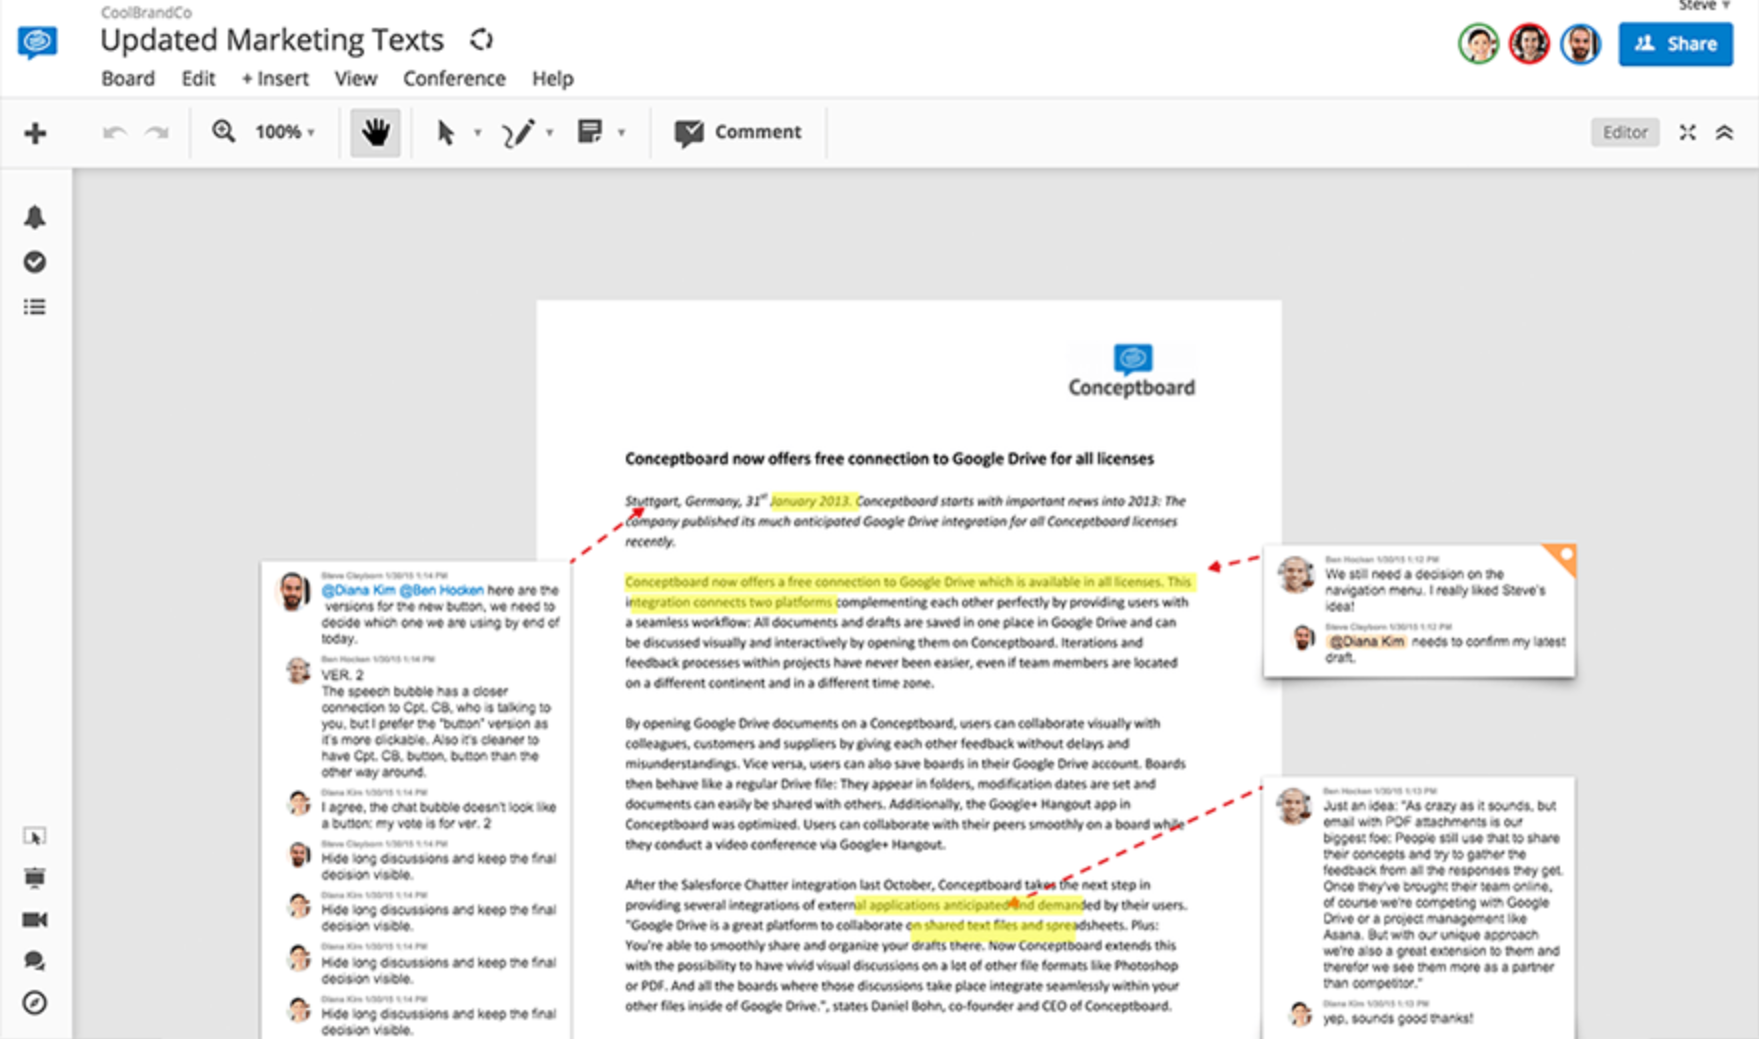 CoolBrandCo
Steve
Updated Marketing Texts
Share
Board Edit + Insert View Conference Help
100%
Comment
Editor
Conceptboard
Conceptboard now offers free connection to Google Drive for all licenses
Stuttgart, Germany, 31st January 2013. Conceptboard starts with important news into 2013: The
company published its much anticipated Google Drive integration for all Conceptboard licenses
recently.
Conceptboard now offers a free connection to Google Drive which is available in all licenses. This
integration connects two platforms complementing each other perfectly by providing users with
a seamless workflow: All documents and drafts are saved in one place in Google Drive and can
be discussed visually and interactively by opening them on Conceptboard. Iterations and
feedback processes within projects have never been easier, even if team members are located
on a different continent and in a different time zone.
By opening Google Drive documents on a Conceptboard, users can collaborate visually with
colleagues, customers and suppliers by giving each other feedback without delays and
misunderstandings. Vice versa, users can also save boards in their Google Drive account. Boards
then behave like a regular Drive file: They appear in folders, modification dates are set and
documents can easily be shared with others. Additionally, the Google+ Hangout app in
Conceptboard was optimized. Users can collaborate with their peers smoothly on a board while
they conduct a video conference via Google+ Hangout.
After the Salesforce Chatter integration last October, Conceptboard takes the next step in
providing several integrations of external applications anticipated and demanded by their users.
"Google Drive is a great platform to collaborate on shared text files and spreadsheets. Plus:
You're able to smoothly share and organize your drafts there. Now Conceptboard extends this
with the possibility to have vivid visual discussions on a lot of other file formats like Photoshop
or PDF. And all the boards where those discussions take place integrate seamlessly within your
other files inside of Google Drive.", states Daniel Bohn, co-founder and CEO of Conceptboard.
Steve Clayborn 1/30/15 1:14 PM
@Diana Kim @Ben Hocken here are the
versions for the new button, we need to
decide which one we are using by end of
today.
Ben Hocken 1/30/15 1:14 PM
VER. 2
The speech bubble has a closer
connection to Cpt. CB, who is talking to
you, but I prefer the "button" version as
it's more clickable. Also it's cleaner to
have Cpt. CB, button, button than the
other way around.
Diana Kim 1/30/15 1:14 PM
I agree, the chat bubble doesn't look like
a button: my vote is for ver. 2
Steve Clayborn 1/30/15 1:14 PM
Hide long discussions and keep the final
decision visible.
Diana Kim 1/30/15 1:14 PM
Hide long discussions and keep the final
decision visible.
Diana Kim 1/30/15 1:14 PM
Hide long discussions and keep the final
decision visible.
Diana Kim 1/30/15 1:14 PM
Hide long discussions and keep the final
decision visible.
Ben Hocken 1/30/15 1:12 PM
We still need a decision on the
navigation menu. I really liked Steve's
idea!
Steve Clayborn 1/30/15 1:12 PM
@Diana Kim needs to confirm my latest
draft.
Ben Hocken 1/30/15 1:13 PM
Just an idea: "As crazy as it sounds, but
email with PDF attachments is our
biggest foe: People still use that to share
their concepts and try to gather the
feedback from all the responses they get.
Once they've brought their team online,
of course we're competing with Google
Drive or a project management like
Asana. But with our unique approach
we're also a great extension to them and
therefor we see them more as a partner
than competitor."
Diana Kim 1/30/15 1:13 PM
yep, sounds good thanks!